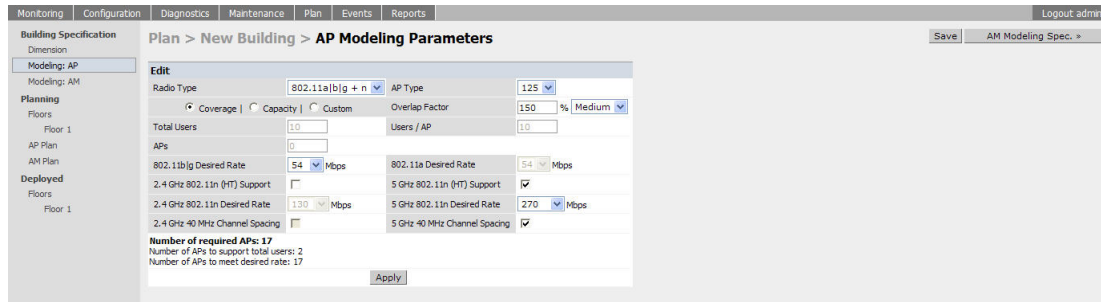 Monitoring Configuration Diagnostics Maintenance Plan Events Reports Logout admin
Building Specification
Dimension
Modeling: AP
Modeling: AM
Planning
Floors
Floor 1
AP Plan
AM Plan
Deployed
Floors
Floor 1
Plan > New Building > AP Modeling Parameters
Save AM Modeling Spec. »
Edit
Radio Type 802.11a|b|g + n AP Type 125
Coverage | Capacity | Custom Overlap Factor 150 % Medium
Total Users 10 Users / AP 10
APs 0
802.11b|g Desired Rate 54 Mbps 802.11a Desired Rate 54 Mbps
2.4 GHz 802.11n (HT) Support 5 GHz 802.11n (HT) Support
2.4 GHz 802.11n Desired Rate 130 Mbps 5 GHz 802.11n Desired Rate 270 Mbps
2.4 GHz 40 MHz Channel Spacing 5 GHz 40 MHz Channel Spacing
Number of required APs: 17
Number of APs to support total users: 2
Number of APs to meet desired rate: 17
Apply